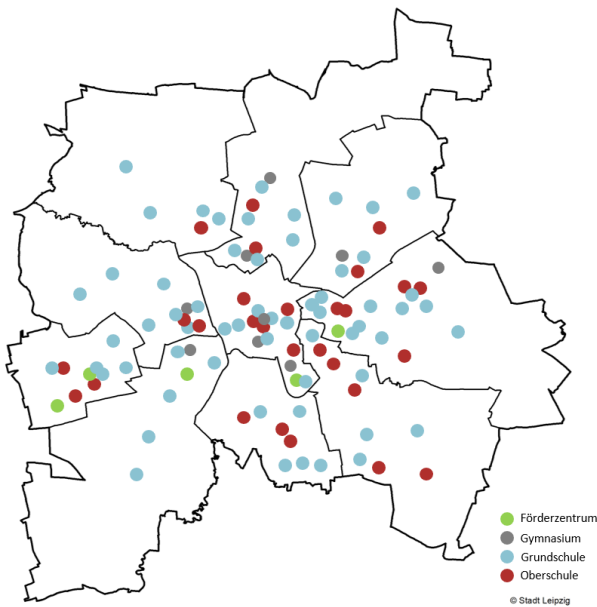 Förderzentrum
Gymnasium
Grundschule
Oberschule
© Stadt Leipzig